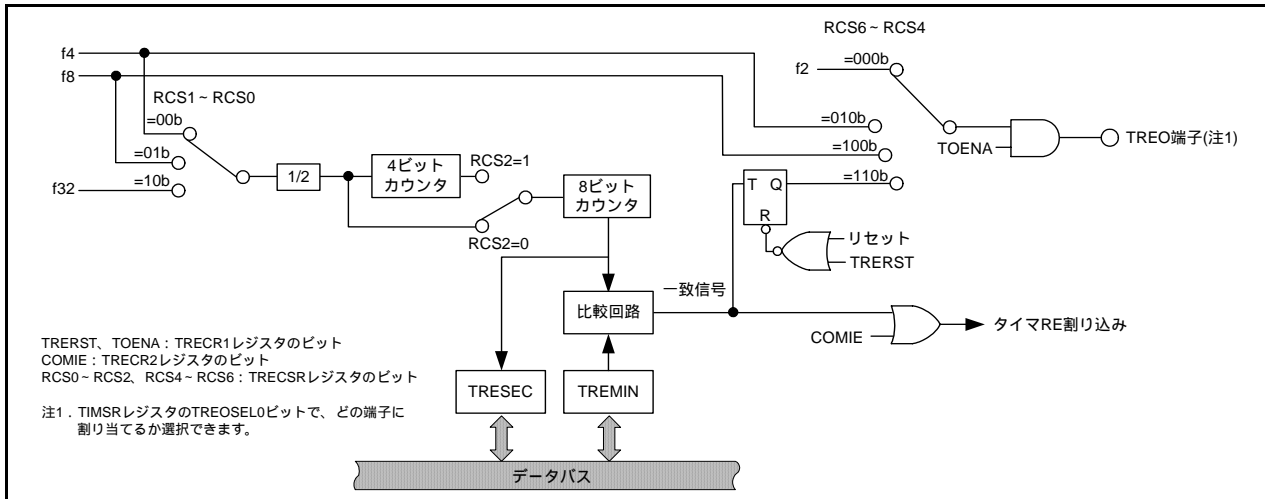 RCS6~RCS4
f4
f8
f2
=000b
RCS1~RCS0
=00b
=010b
TOENA
TREO端子(注1)
=01b
=100b
f32
=10b
1/2
4ビット
カウンタ
RCS2=1
8ビット
カウンタ
T Q
R
=110b
RCS2=0
リセット
TRERST
一致信号
比較回路
COMIE
タイマRE割り込み
TRERST、TOENA：TRECR1レジスタのビット
COMIE：TRECR2レジスタのビット
RCS0~RCS2、RCS4~RCS6：TRECSRレジスタのビット
TRESEC
TREMIN
注1．TIMSRレジスタのTREOSEL0ビットで、どの端子に
割り当てるか選択できます。
データバス